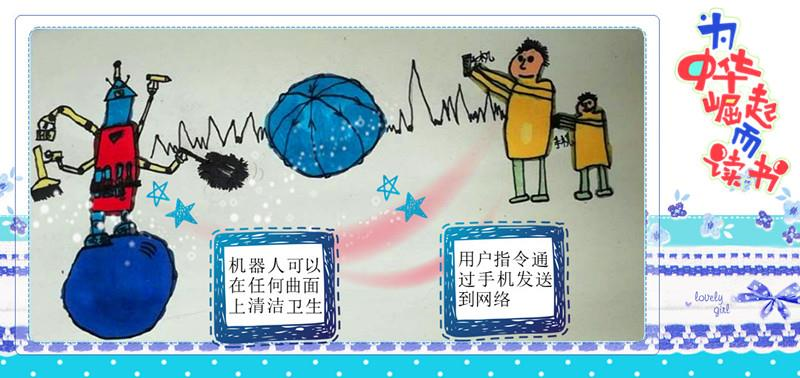 为
中华
崛起
而
读书
手机
手机
机器人可以
在任何曲面
上清洁卫生
用户指令通
过手机发送
到网络
lovely
girl